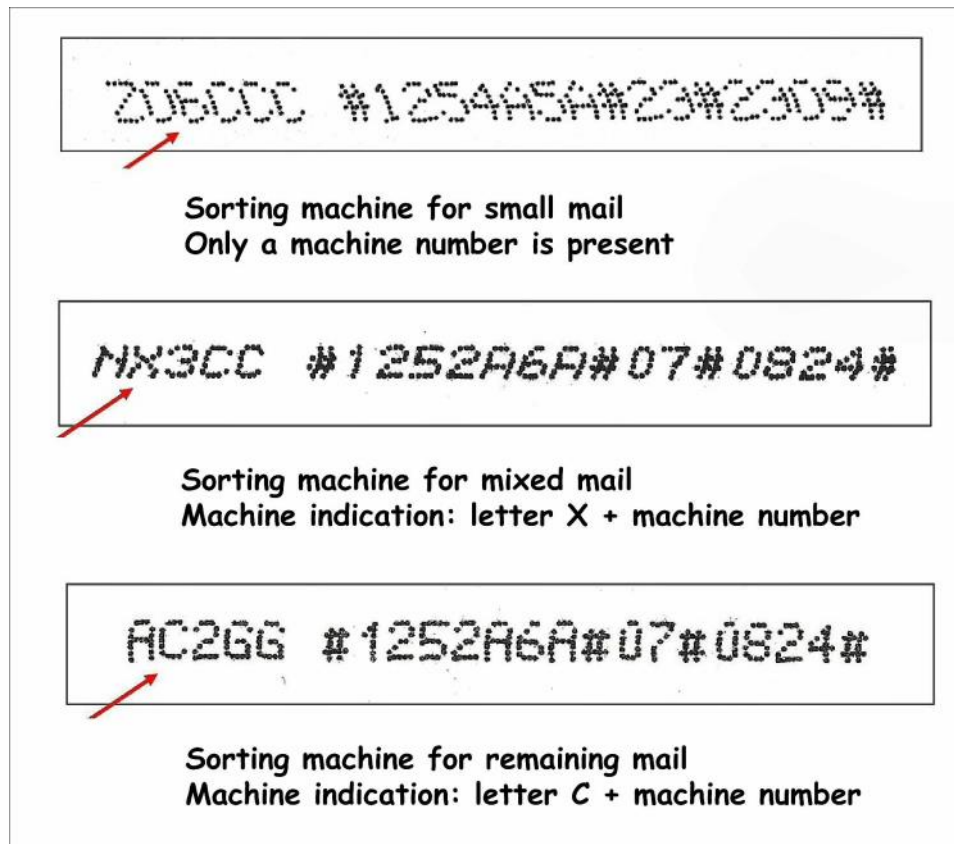 ZD6CCC #1254A5A#23#2309#
Sorting machine for small mail
Only a machine number is present
NX3CC #1252A6A#07#0824#
Sorting machine for mixed mail
Machine indication: letter X + machine number
AC2GG #1252A6A#07#0824#
Sorting machine for remaining mail
Machine indication: letter C + machine number